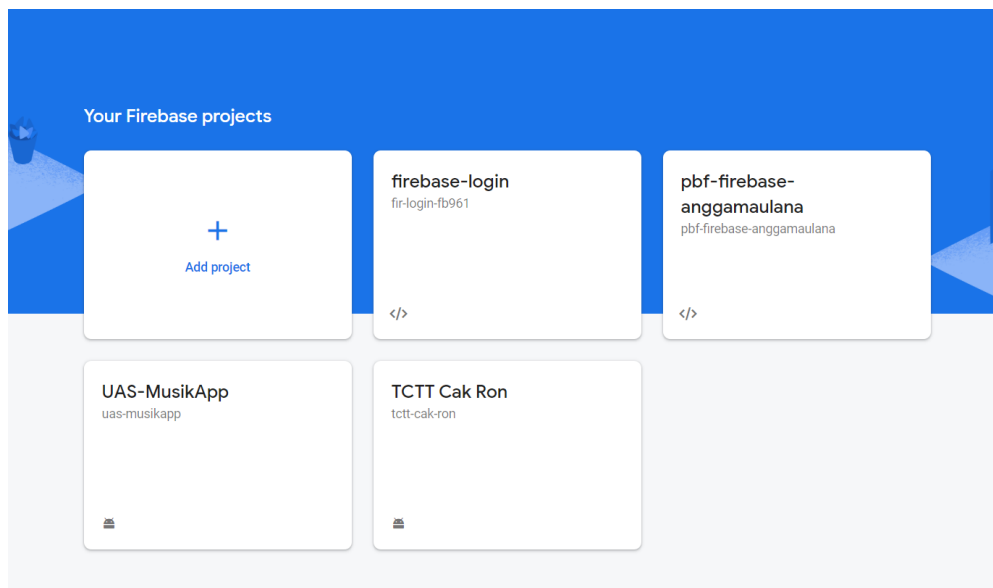 Your Firebase projects
Add project
firebase-login
fir-login-fb961
pbf-firebase-
anggamaulana
pbf-firebase-anggamaulana
UAS-MusikApp
uas-musikapp
TCTT Cak Ron
tctt-cak-ron